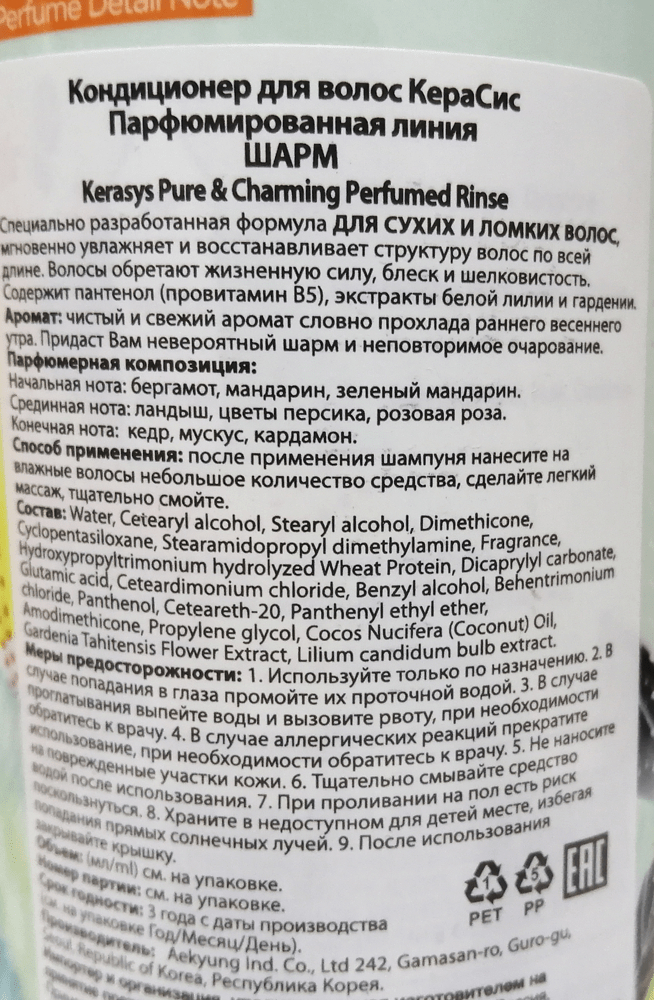 Perfume Detail Note
Кондиционер для волос КераСис
Парфюмированная линия
ШАРМ
Kerasys Pure & Charming Perfumed Rinse
Специально разработанная формула ДЛЯ СУХИХ И ЛОМКИХ ВОЛОС,
мгновенно увлажняет и восстанавливает структуру волос по всей
длине. Волосы обретают жизненную силу, блеск и шелковистость.
Содержит пантенол (провитамин В5), экстракты белой лилии и гардении.
Аромат: чистый и свежий аромат словно прохлада раннего весеннего
утра. Придаст Вам невероятный шарм и неповторимое очарование.
Парфюмерная композиция:
Начальная нота: бергамот, мандарин, зеленый мандарин.
Срединная нота: ландыш, цветы персика, розовая роза.
Конечная нота: кедр, мускус, кардамон.
Способ применения: после применения шампуня нанесите на
влажные волосы небольшое количество средства, сделайте легкий
массаж, тщательно смойте.
Состав: Water, Cetearyl alcohol, Stearyl alcohol, Dimethicone,
Cyclopentasiloxane, Stearamidopropyl dimethylamine, Fragrance,
Hydroxypropyltrimonium hydrolyzed Wheat Protein, Dicaprylyl carbonate,
Glutamic acid, Ceteardimonium chloride, Benzyl alcohol, Behentrimonium
chloride, Panthenol, Ceteareth-20, Panthenyl ethyl ether,
Amodimethicone, Propylene glycol, Cocos Nucifera (Coconut) Oil,
Gardenia Tahitensis Flower Extract, Lilium candidum bulb extract.
Меры предосторожности: 1. Используйте только по назначению. 2. В
случае попадания в глаза промойте их проточной водой. 3. В случае
проглатывания выпейте воды и вызовите рвоту, при необходимости
обратитесь к врачу. 4. В случае аллергических реакций прекратите
использование, при необходимости обратитесь к врачу. 5. Не наносите
на поврежденные участки кожи. 6. Тщательно смывайте средство
водой после использования. 7. При проливании на пол есть риск
поскользнуться. 8. Храните в недоступном для детей месте, избегая
попадания прямых солнечных лучей. 9. После использования
закрывайте крышку.
Объем: (мл/ml) см. на упаковке.
Номер партии: см. на упаковке.
Срок годности: 3 года с даты производства
(см. на упаковке Год/Месяц/День).
Производитель: Aekyung Ind. Co., Ltd 242, Gamasan-ro, Guro-gu,
Seoul, Republic of Korea, Республика Корея.
Импортер и организация,
1 5 EAC
PET PP